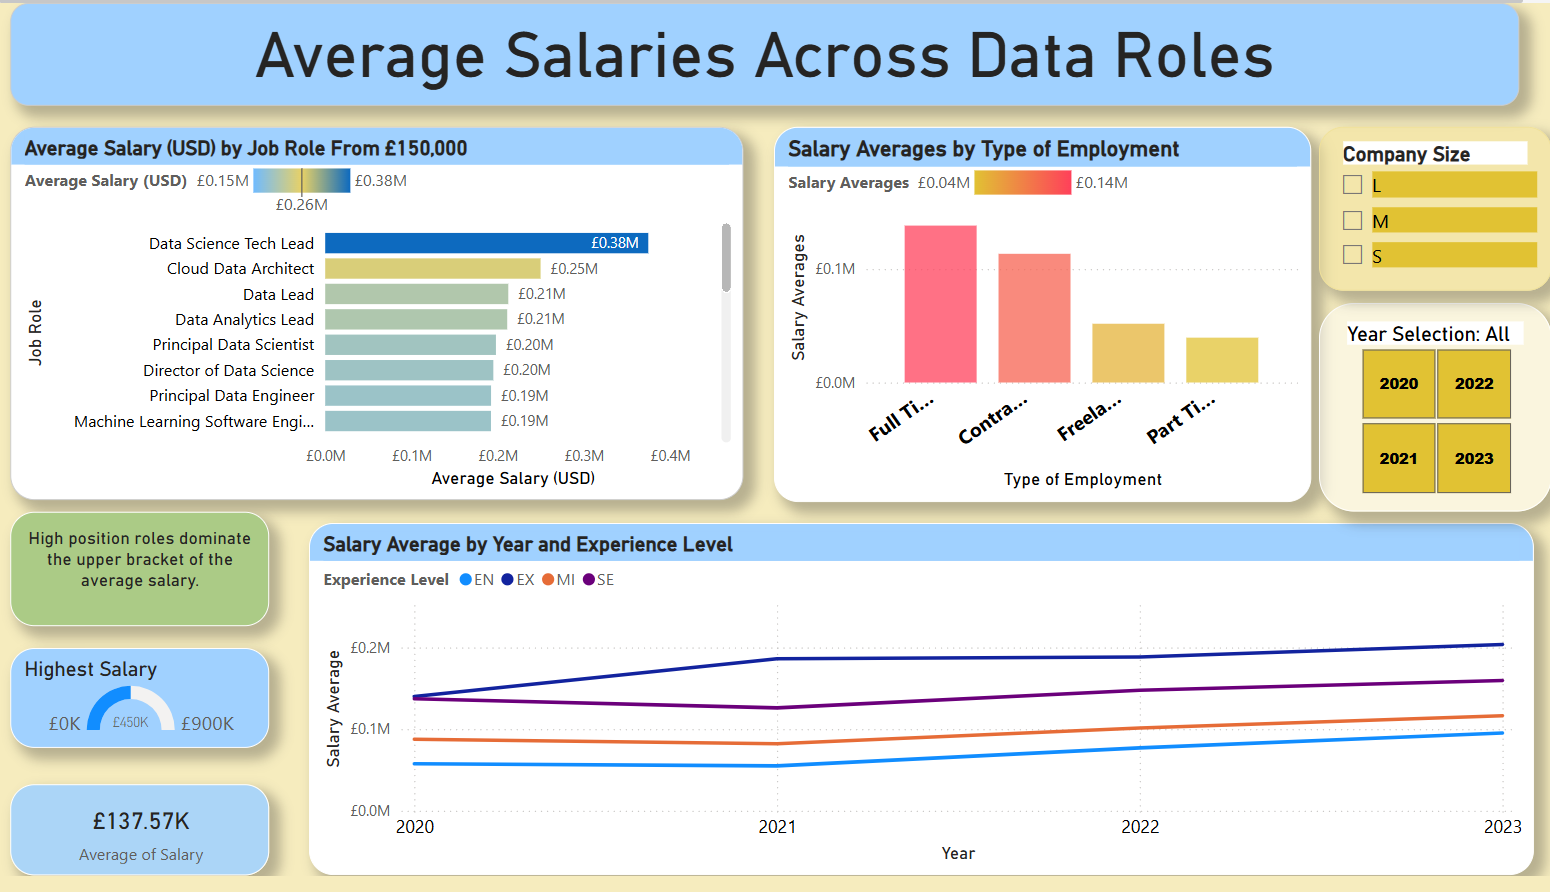 Average Salaries Across Data Roles
Average Salary (USD) by Job Role From £150,000
Average Salary (USD) £0.15M £0.38M
£0.26M
Job Role
Data Science Tech Lead £0.38M
Cloud Data Architect £0.25M
Data Lead £0.21M
Data Analytics Lead £0.21M
Principal Data Scientist £0.20M
Director of Data Science £0.20M
Principal Data Engineer £0.19M
Machine Learning Software Engi... £0.19M
£0.0M £0.1M £0.2M £0.3M £0.4M
Average Salary (USD)
Salary Averages by Type of Employment
Salary Averages £0.04M £0.14M
Salary Averages
£0.1M
£0.0M
Full Ti... Contra... Freela... Part Ti...
Type of Employment
Company Size
L
M
S
Year Selection: All
2020 2022
2021 2023
High position roles dominate
the upper bracket of the
average salary.
Highest Salary
£0K £450K £900K
£137.57K
Average of Salary
Salary Average by Year and Experience Level
Experience Level EN EX MI SE
Salary Average
£0.2M
£0.1M
£0.0M
2020 2021 2022 2023
Year